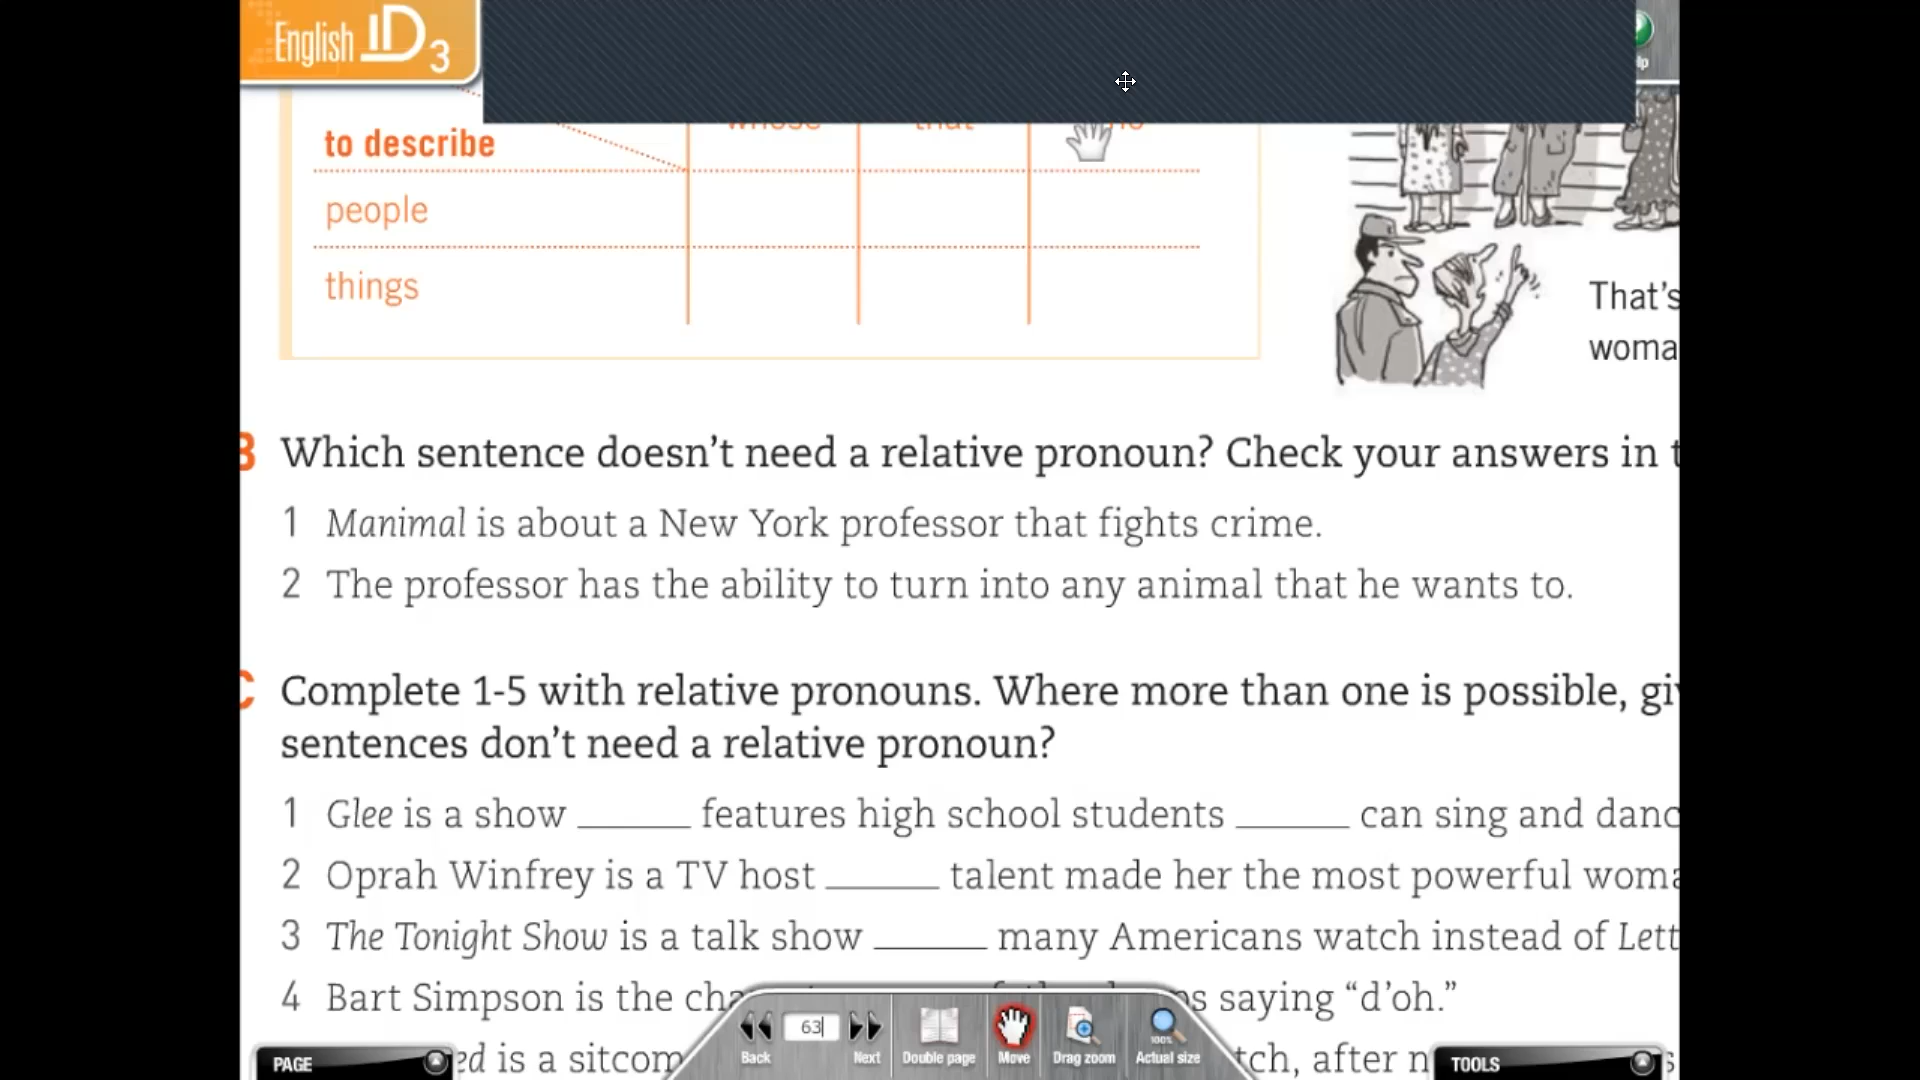 English ID 3
lp
whose that
to describe
people
things
That's
woma
B Which sentence doesn't need a relative pronoun? Check your answers in t
1 Manimal is about a New York professor that fights crime.
2 The professor has the ability to turn into any animal that he wants to.
C Complete 1-5 with relative pronouns. Where more than one is possible, giv
sentences don't need a relative pronoun?
1 Glee is a show ______ features high school students ______ can sing and danc
2 Oprah Winfrey is a TV host ______ talent made her the most powerful woma
3 The Tonight Show is a talk show ______ many Americans watch instead of Lett
4 Bart Simpson is the cha s saying “d'oh.”
ed is a sitcom tch, after n s
63
Back Next Double page Move Drag zoom 100% Actual size
PAGE TOOLS